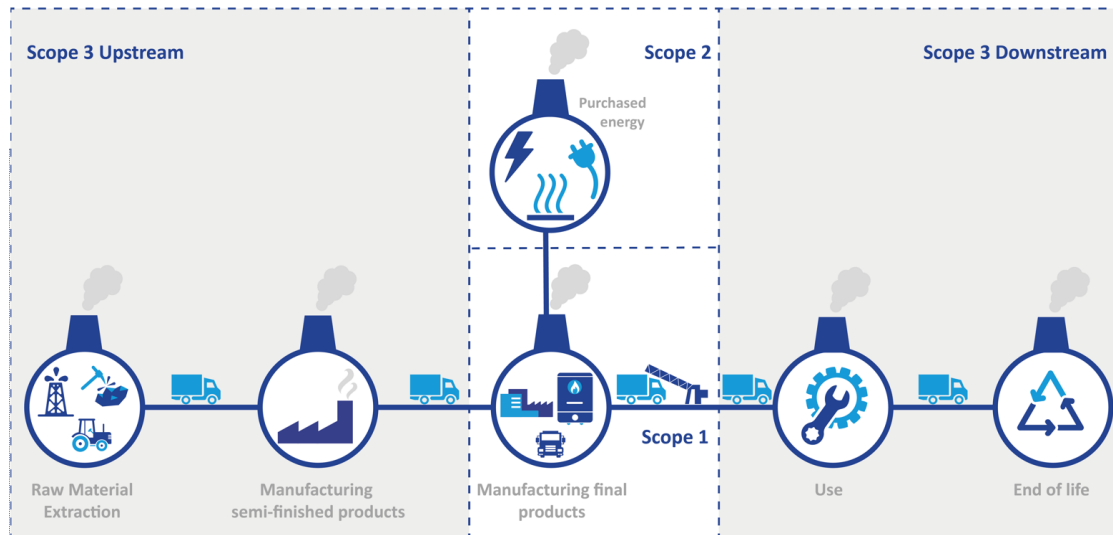 Scope 3 Upstream
Scope 2
Scope 3 Downstream
Purchased
energy
Scope 1
Raw Material
Extraction
Manufacturing
semi-finished products
Manufacturing final
products
Use
End of life